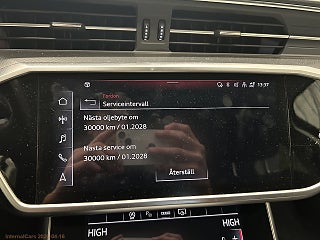 13:37
Fordon
Serviceintervall
Nästa oljebyte om
30000 km / 01.2028
Nästa service om
30000 km / 01.2028
Återställ
HIGH
HIGH